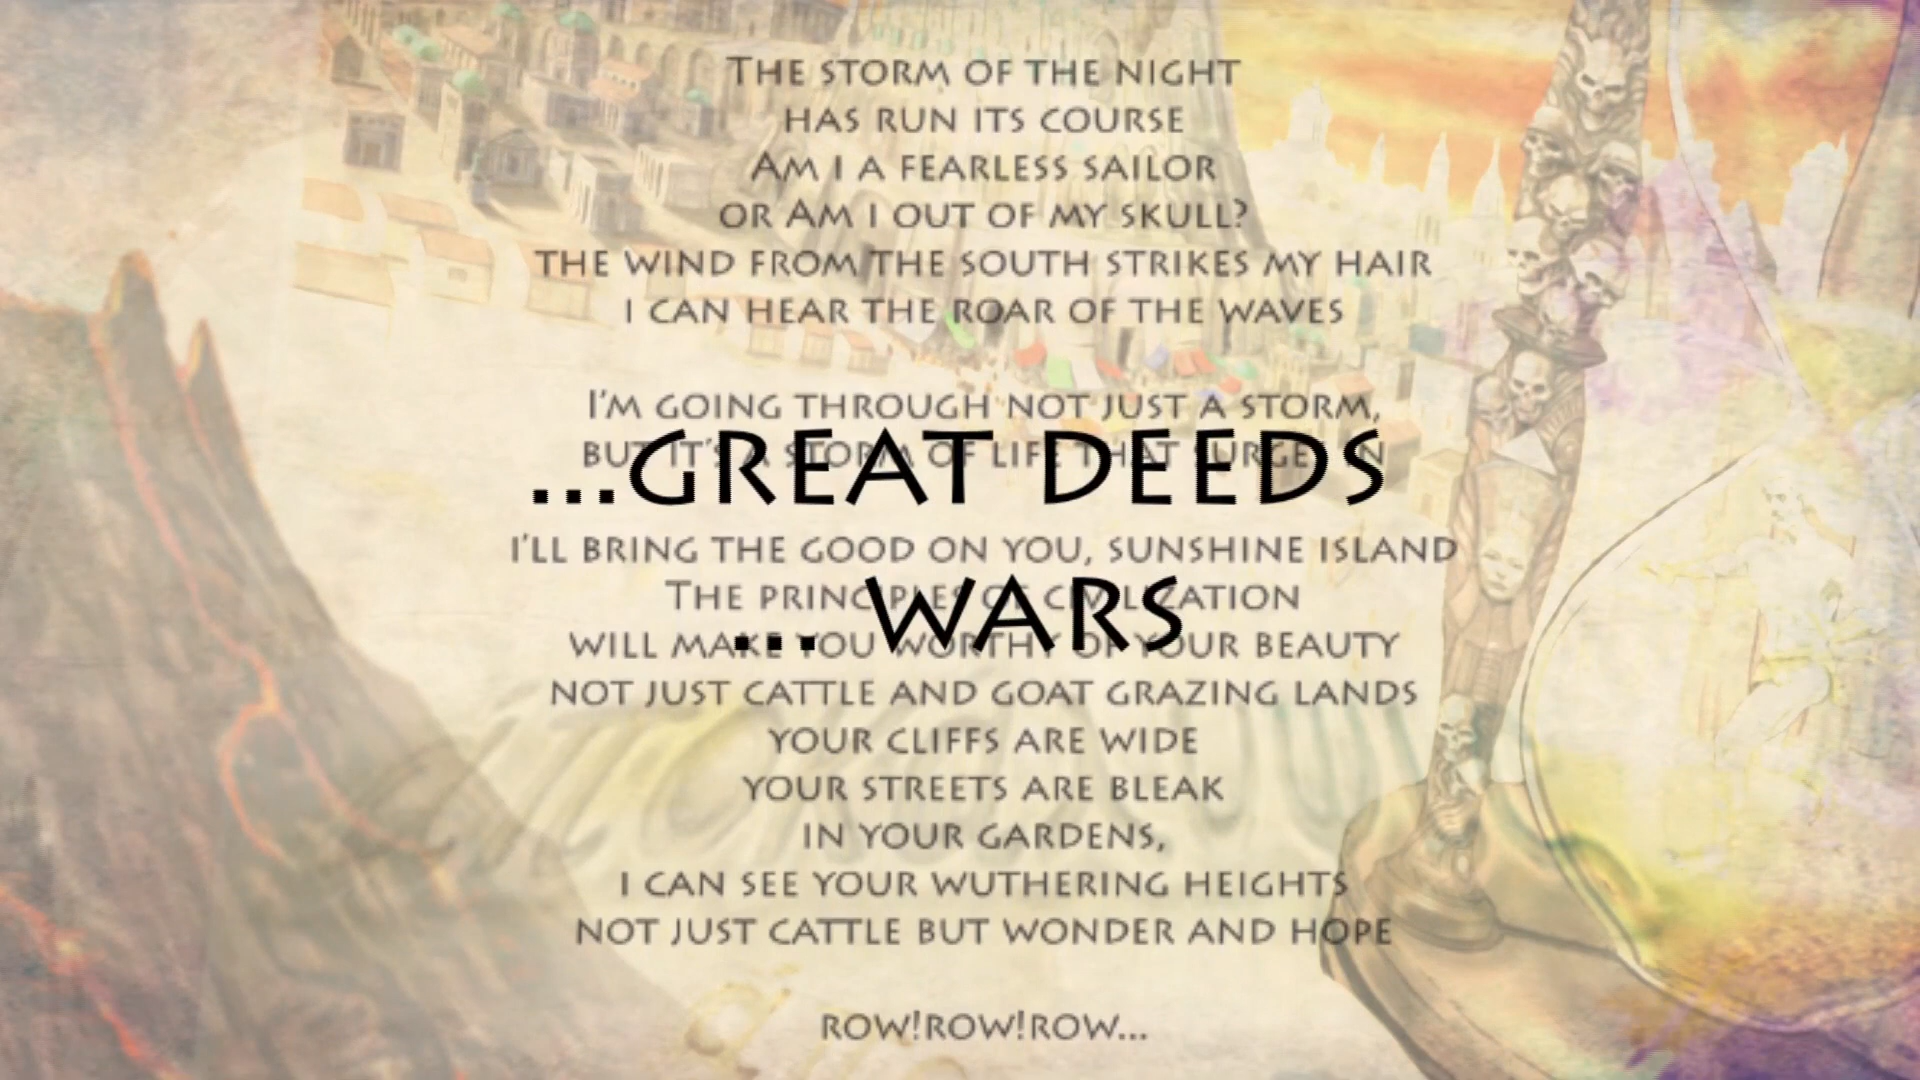 The storm of the night
has run its course
Am I a fearless sailor
or Am I out of my skull?
the wind from the south strikes my hair
I can hear the roar of the waves
I'm going through not just a storm,
but it's a storm of life that surges in
...GREAT DEEDS
I'll bring the good on you, sunshine island
The principles of civilization
... WARS
will make you worthy of your beauty
not just cattle and goat grazing lands
your cliffs are wide
your streets are bleak
in your gardens,
I can see your wuthering heights
not just cattle but wonder and hope
row!row!row...